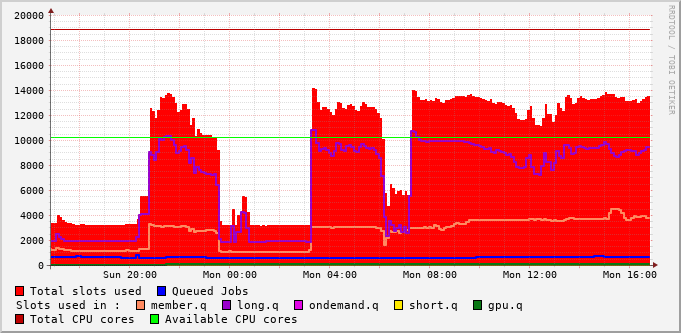 20000
18000
16000
14000
12000
10000
8000
6000
4000
2000
0
Sun 20:00 Mon 00:00 Mon 04:00 Mon 08:00 Mon 12:00 Mon 16:00
RRDTOOL / TOBI OETIKER
Total slots used Queued Jobs
Slots used in : member.q long.q ondemand.q short.q gpu.q
Total CPU cores Available CPU cores